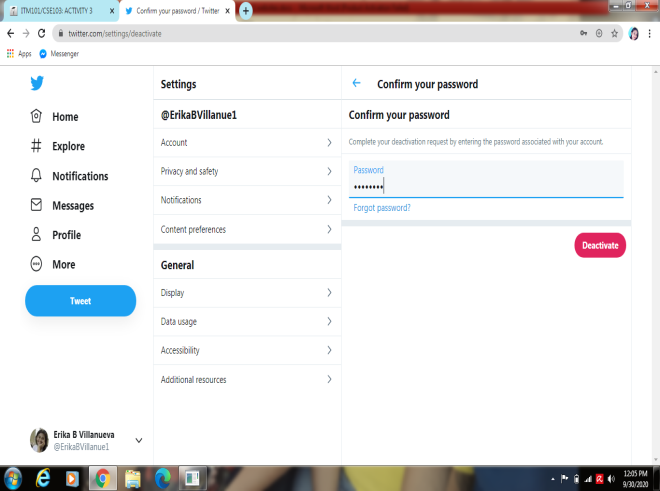 ITM101/CSE103: ACTIVITY 3
Confirm your password / Twitter
twitter.com/settings/deactivate
Apps
Messenger
Home
Explore
Notifications
Messages
Profile
More
Tweet
Erika B Villanueva
@ErikaBVillanue1
Settings
@ErikaBVillanue1
Account
Privacy and safety
Notifications
Content preferences
General
Display
Data usage
Accessibility
Additional resources
Confirm your password
Confirm your password
Complete your deactivation request by entering the password associated with your account.
Password
••••••••
Forgot password?
Deactivate
12:05 PM
9/30/2020